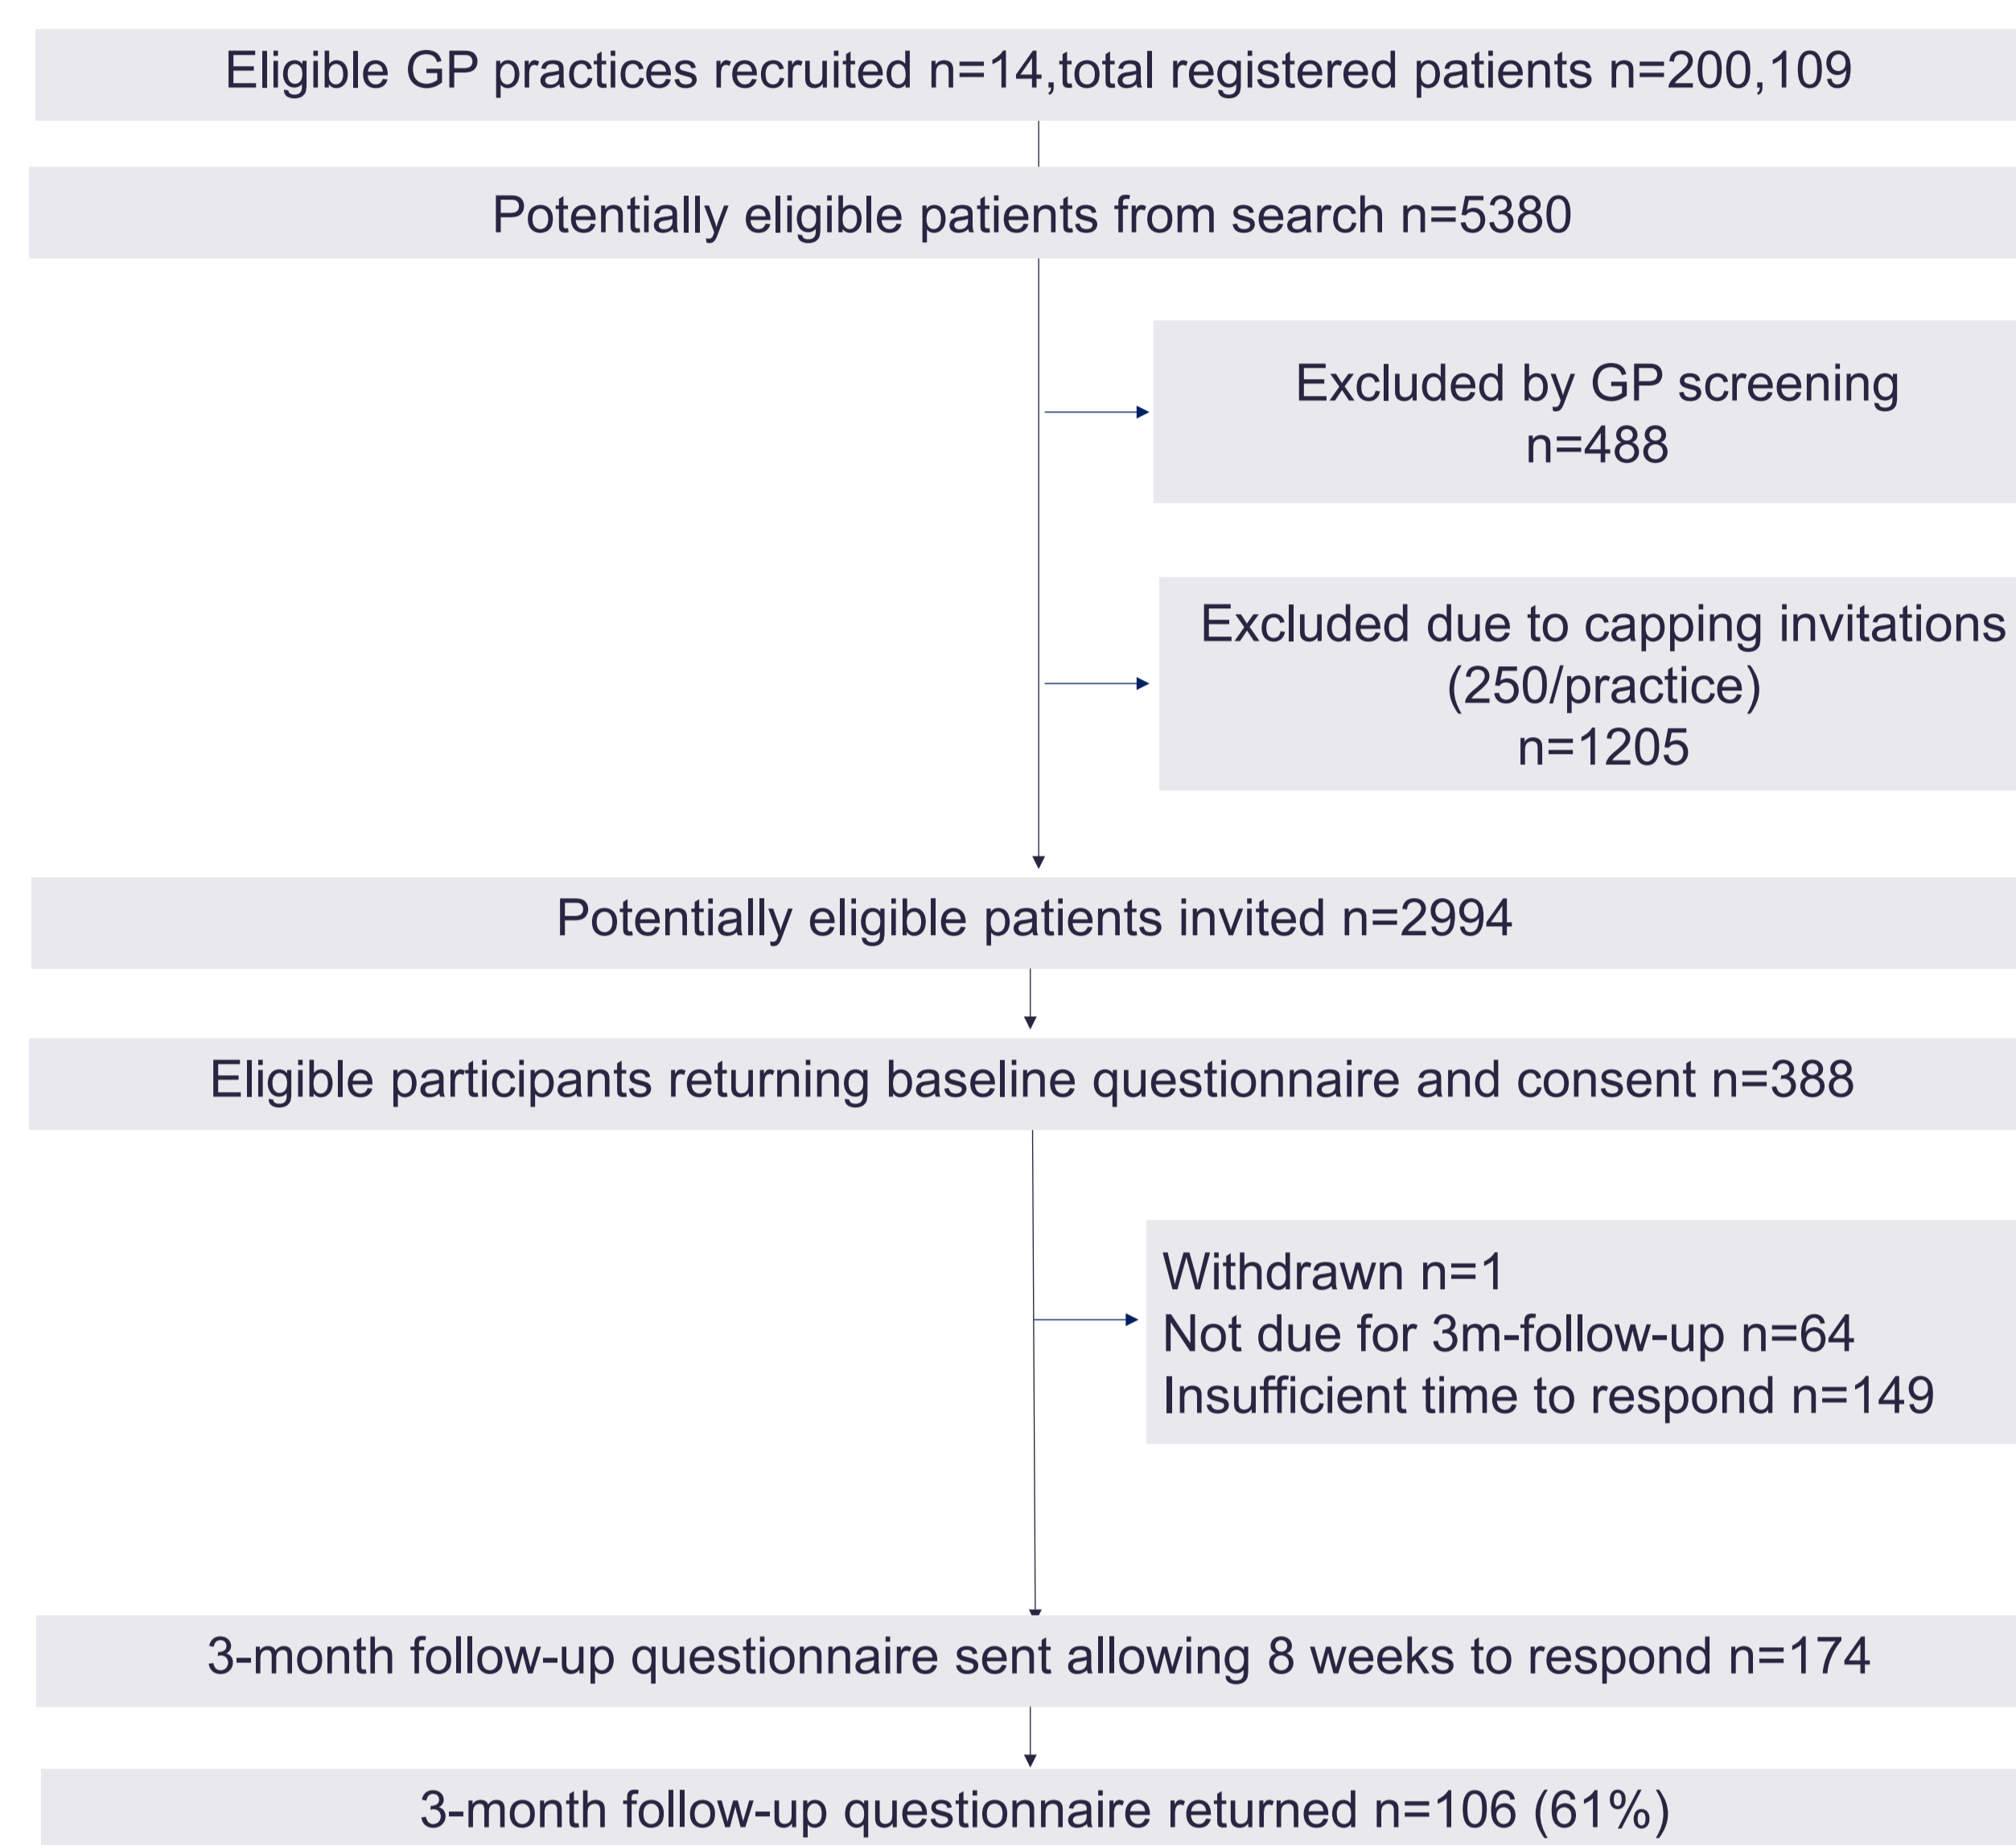 Eligible GP practices recruited n=14,total registered patients n=200,109
Potentially eligible patients from search n=5380
Excluded by GP screening
n=488
Excluded due to capping invitations
(250/practice)
n=1205
Potentially eligible patients invited n=2994
Eligible participants returning baseline questionnaire and consent n=388
Withdrawn n=1
Not due for 3m-follow-up n=64
Insufficient time to respond n=149
3-month follow-up questionnaire sent allowing 8 weeks to respond n=174
3-month follow-up questionnaire returned n=106 (61%)